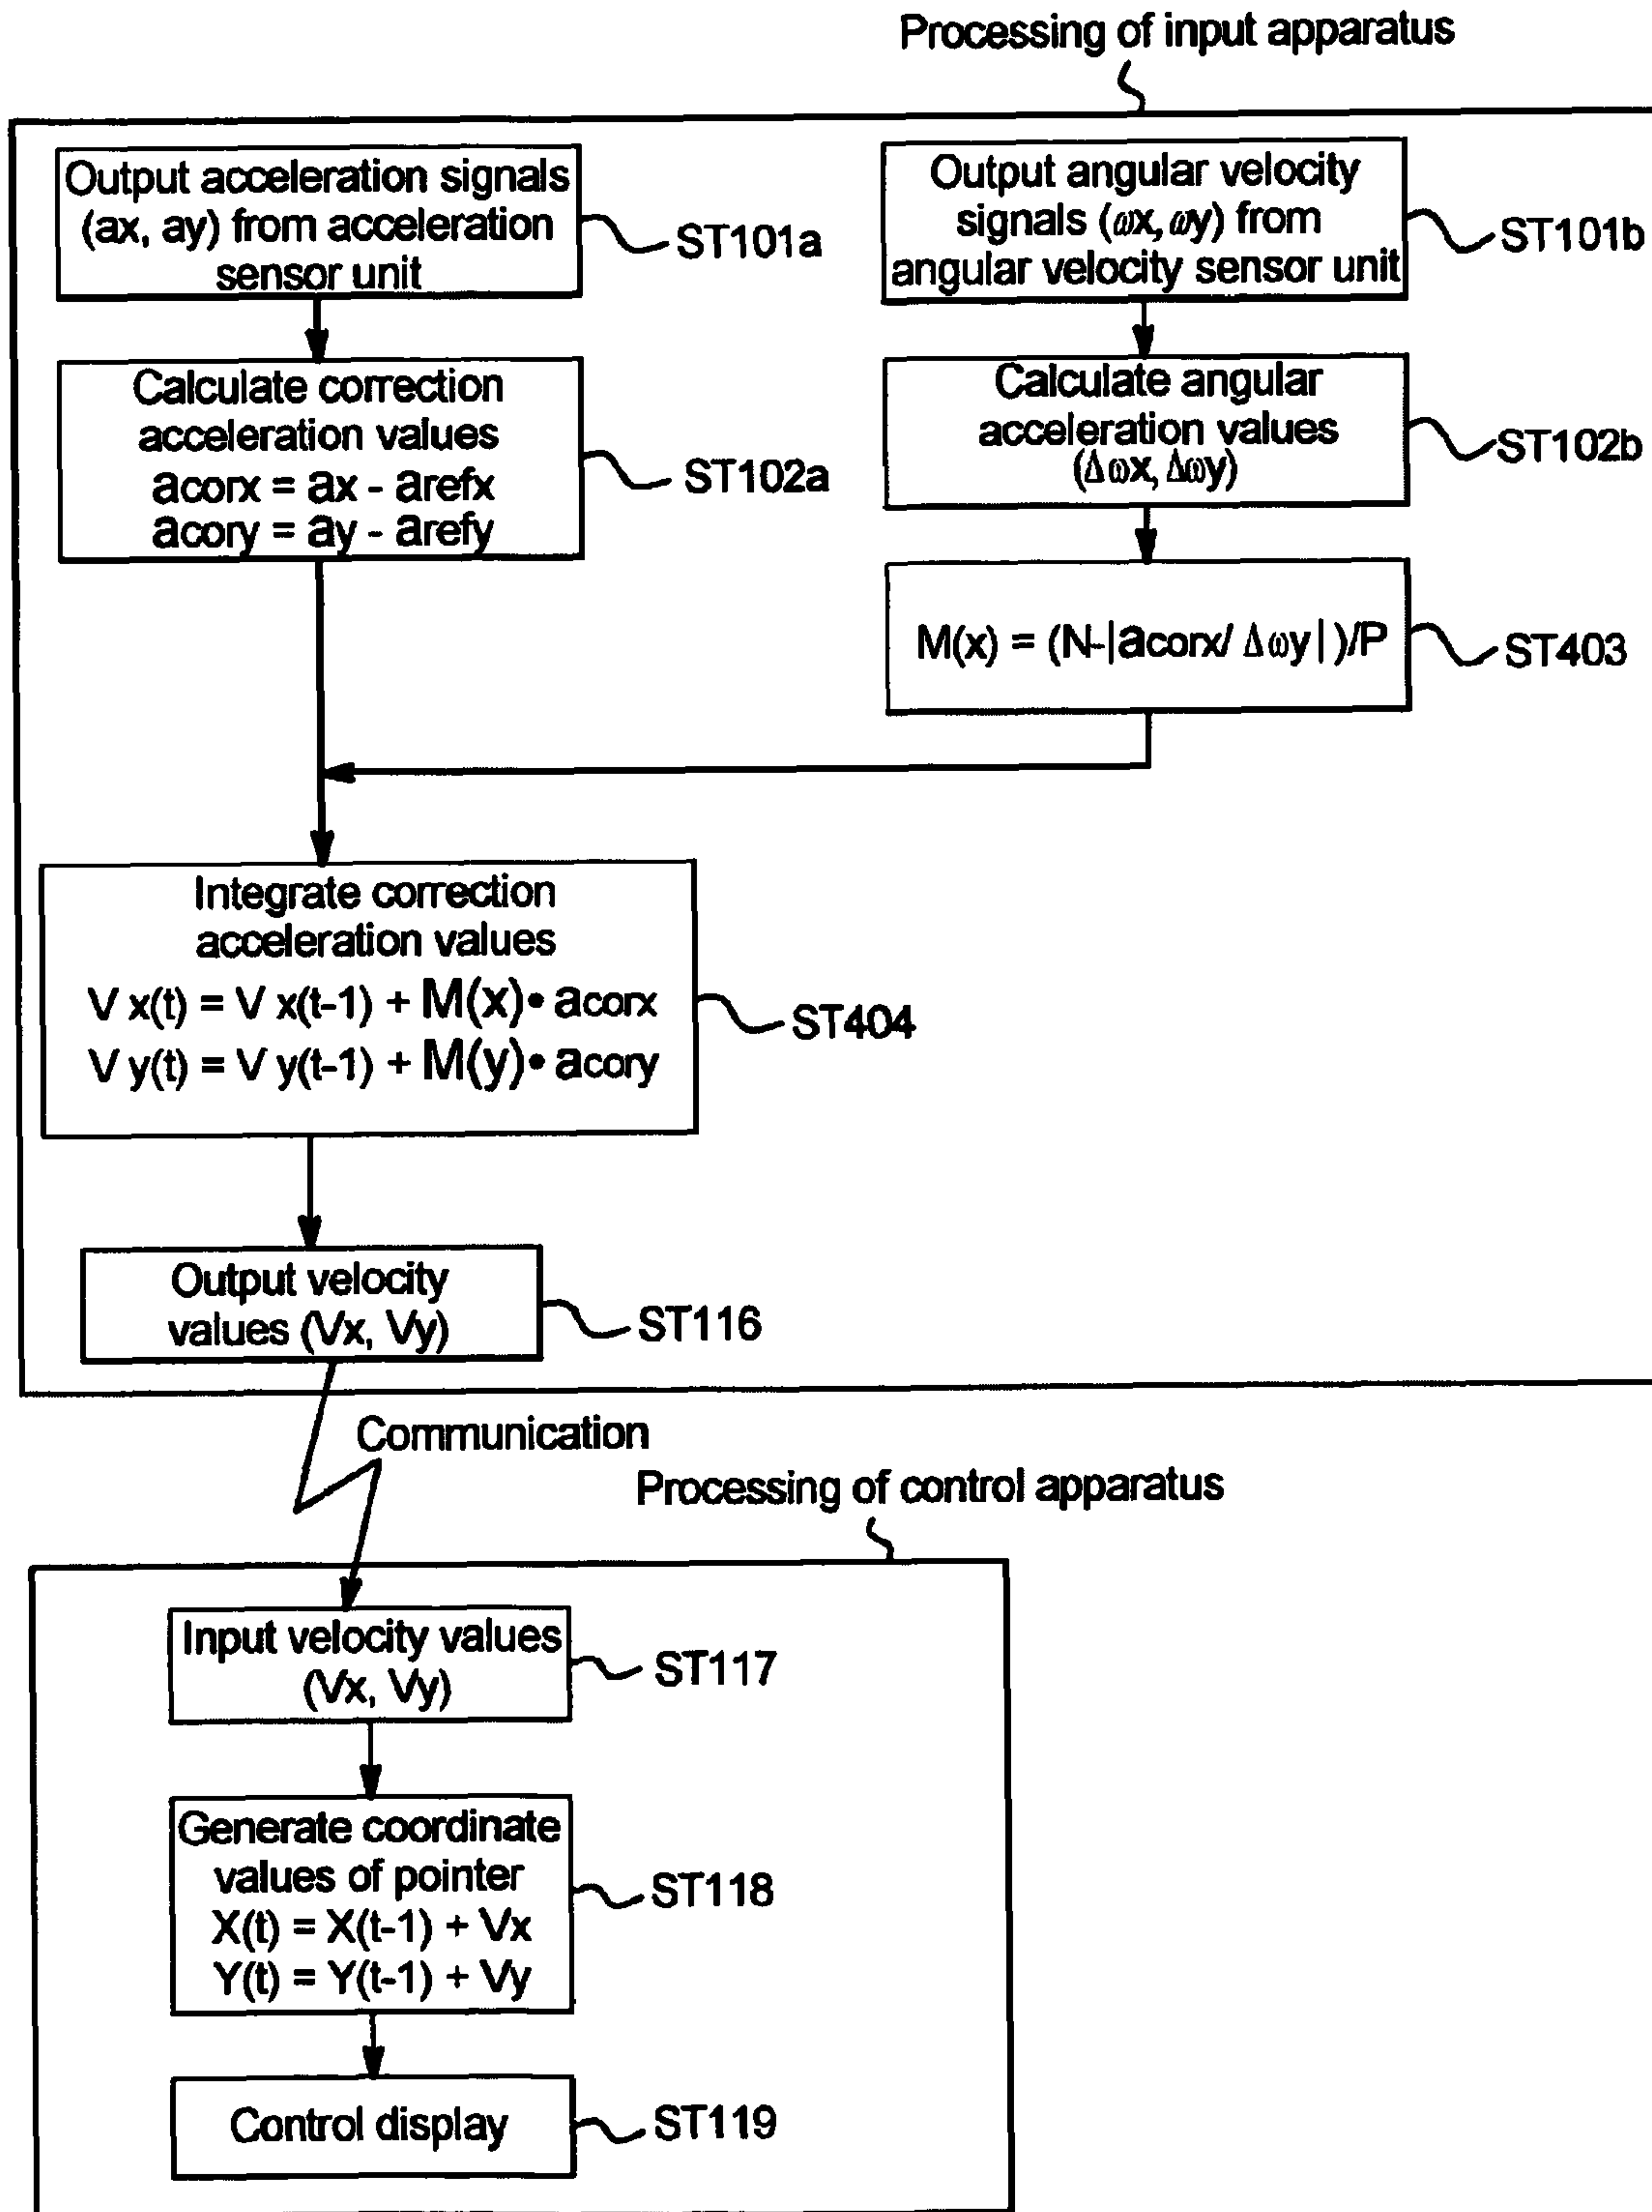 Processing of input apparatus
Output acceleration signals
(ax, ay) from acceleration
sensor unit
ST101a
Output angular velocity
signals (ωx, ωy) from
angular velocity sensor unit
ST101b
Calculate correction
acceleration values
acorx = ax - arefx
acory = ay - arefy
ST102a
Calculate angular
acceleration values
(Δωx, Δωy)
ST102b
M(x) = (N-|acorx/ Δωy|)/P
ST403
Integrate correction
acceleration values
V x(t) = V x(t-1) + M(x)• acorx
V y(t) = V y(t-1) + M(y)• acory
ST404
Output velocity
values (Vx, Vy)
ST116
Communication
Processing of control apparatus
Input velocity values
(Vx, Vy)
ST117
Generate coordinate
values of pointer
X(t) = X(t-1) + Vx
Y(t) = Y(t-1) + Vy
ST118
Control display
ST119